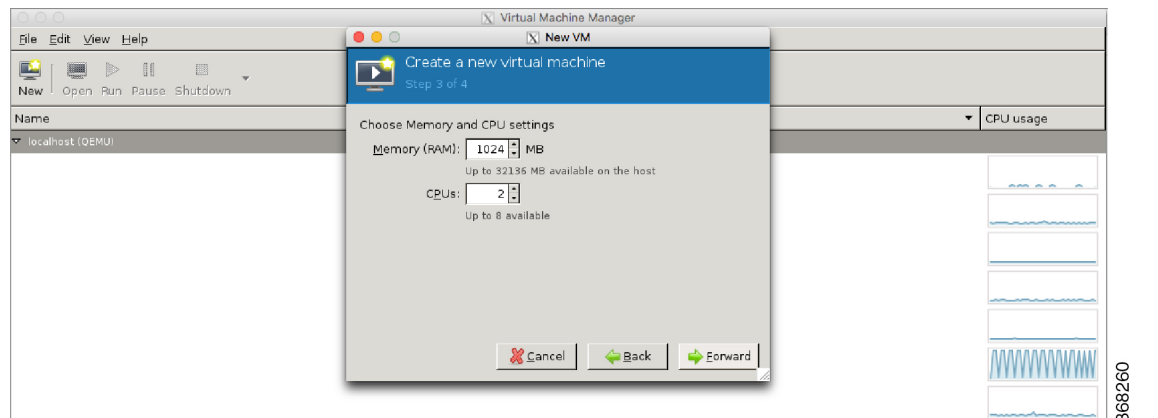 Virtual Machine Manager
File Edit View Help
New Open Run Pause Shutdown
Name CPU usage
localhost (QEMU)
New VM
Create a new virtual machine
Step 3 of 4
Choose Memory and CPU settings
Memory (RAM): 1024 MB
Up to 32136 MB available on the host
CPUs: 2
Up to 8 available
Cancel Back Forward
368260